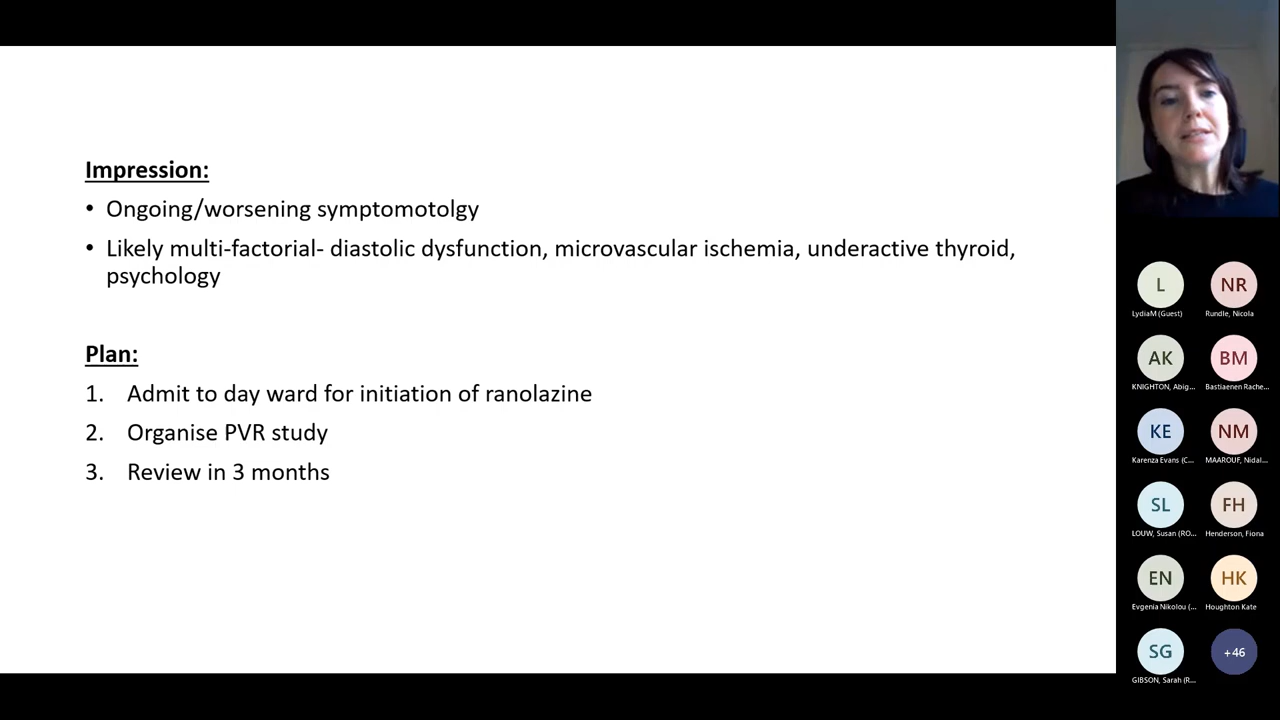 Impression:
• Ongoing/worsening symptomotolgy
• Likely multi-factorial- diastolic dysfunction, microvascular ischemia, underactive thyroid,
psychology
Plan:
1. Admit to day ward for initiation of ranolazine
2. Organise PVR study
3. Review in 3 months
L NR
LydiaM (Guest) Rundle, Nicola
AK BM
KNIGHTON, Abig... Bastiaenen Rache...
KE NM
Karenza Evans (C... MAAROUF, Nidal...
SL FH
LOUW, Susan (RO... Henderson, Fiona
EN HK
Evgenia Nikolou (... Houghton Kate
SG +46
GIBSON, Sarah (R...